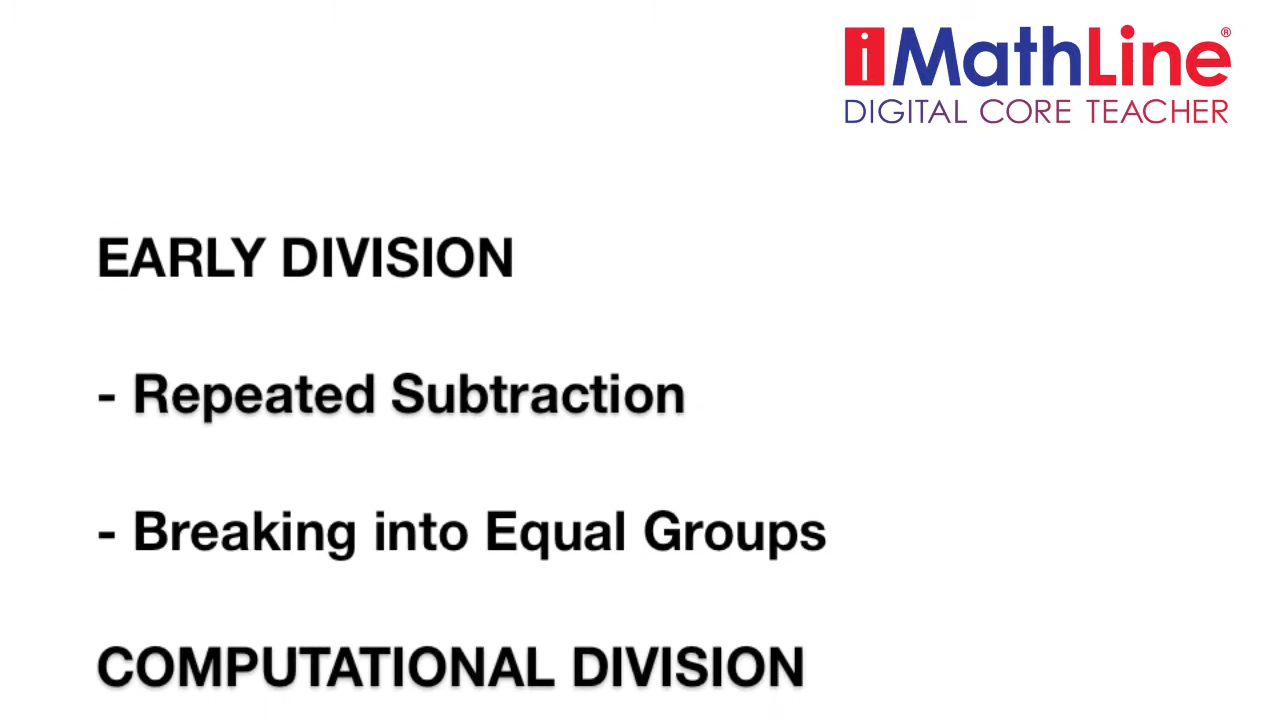 iMathLine®
DIGITAL CORE TEACHER
EARLY DIVISION
- Repeated Subtraction
- Breaking into Equal Groups
COMPUTATIONAL DIVISION